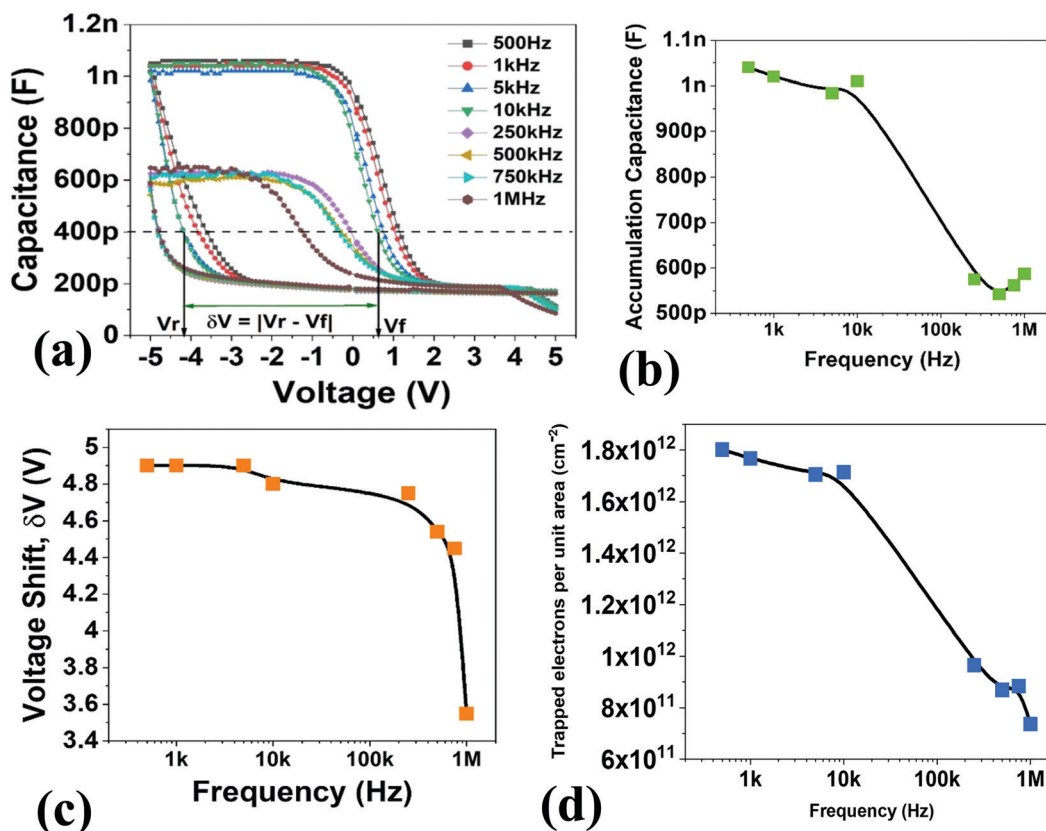 Capacitance (F)
1.2n
1n
800p
600p
400p
200p
0
500Hz
1kHz
5kHz
10kHz
250kHz
500kHz
750kHz
1MHz
Vr
δV = |Vr - Vf|
Vf
-5 -4 -3 -2 -1 0 1 2 3 4 5
Voltage (V)
(a)
Accumulation Capacitance (F)
1.1n
1n
900p
800p
700p
600p
500p
1k 10k 100k 1M
Frequency (Hz)
(b)
Voltage Shift, δV (V)
5
4.8
4.6
4.4
4.2
4
3.8
3.6
3.4
1k 10k 100k 1M
Frequency (Hz)
(c)
Trapped electrons per unit area (cm⁻²)
1.8x10¹²
1.6x10¹²
1.4x10¹²
1.2x10¹²
1x10¹²
8x10¹¹
6x10¹¹
1k 10k 100k 1M
Frequency (Hz)
(d)